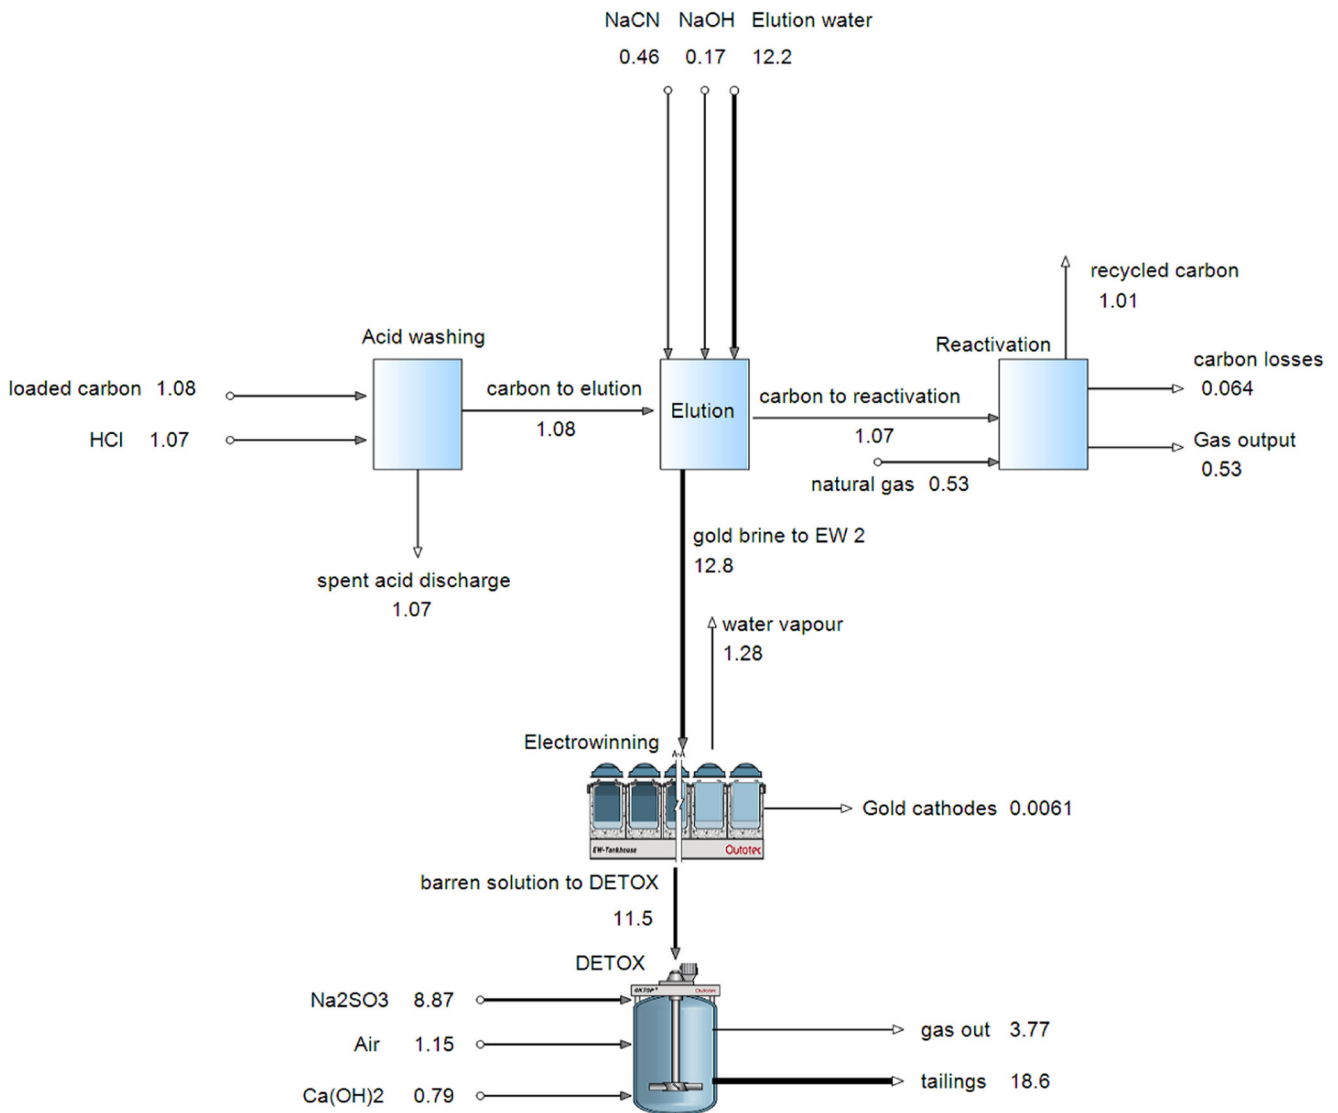 NaCN NaOH Elution water
0.46 0.17 12.2
recycled carbon
1.01
Acid washing
Reactivation
carbon losses
0.064
loaded carbon 1.08
carbon to elution
1.08
Elution
carbon to reactivation
1.07
HCl 1.07
Gas output
0.53
natural gas 0.53
gold brine to EW 2
12.8
spent acid discharge
1.07
water vapour
1.28
Electrowinning
Gold cathodes 0.0061
EW-Tankhouse Outotec
barren solution to DETOX
11.5
DETOX
OKTOP® Outotec
Na2SO3 8.87
gas out 3.77
Air 1.15
tailings 18.6
Ca(OH)2 0.79